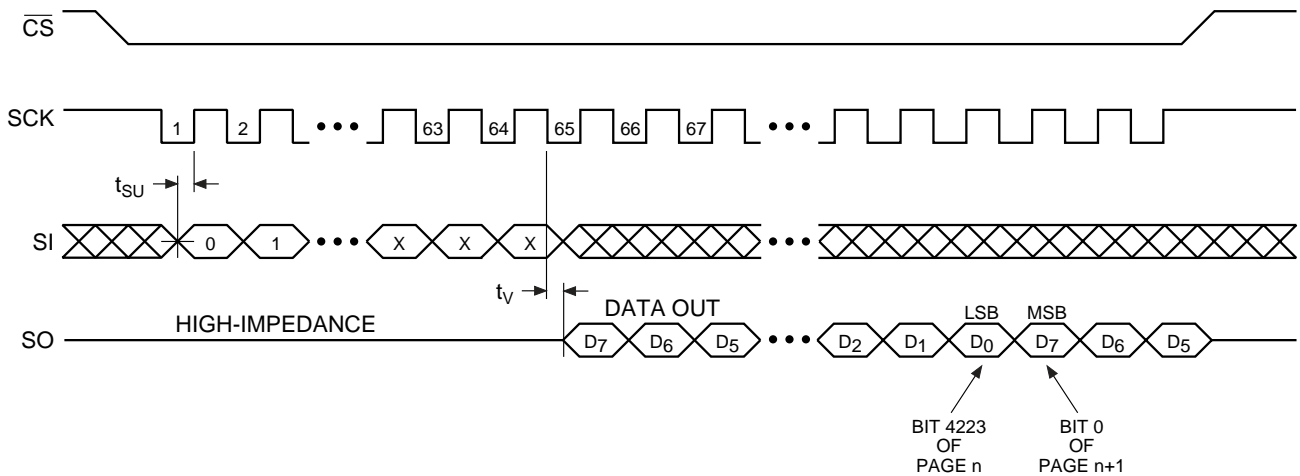 CS
SCK
1 2 ••• 63 64 65 66 67 •••
tSU
SI
0 1 ••• X X X •••
tV
HIGH-IMPEDANCE
DATA OUT
LSB MSB
SO
D7 D6 D5 ••• D2 D1 D0 D7 D6 D5
BIT 4223
OF
PAGE n
BIT 0
OF
PAGE n+1